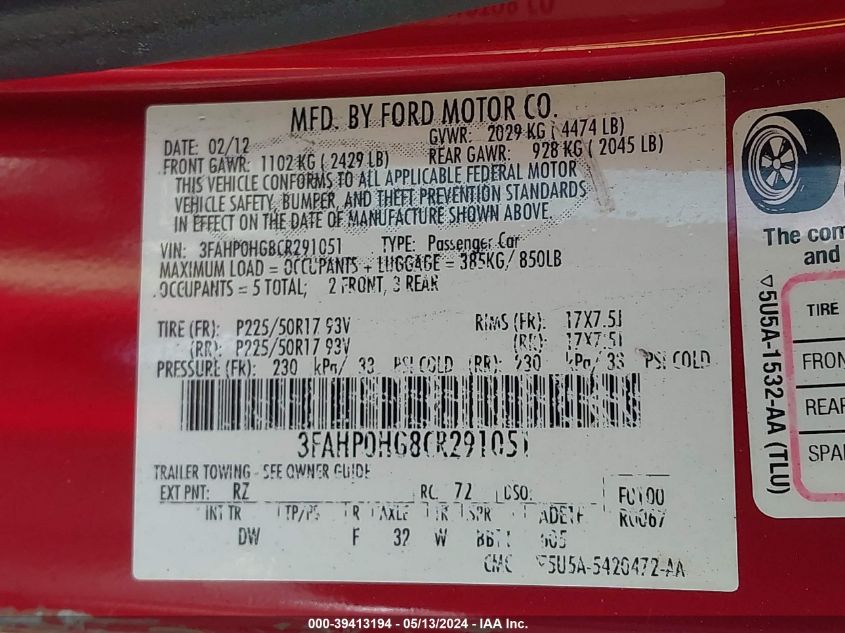 MFD. BY FORD MOTOR CO.
DATE: 02/12 GVWR: 2029 KG ( 4474 LB)
FRONT GAWR: 1102 KG ( 2429 LB) REAR GAWR: 928 KG ( 2045 LB)
THIS VEHICLE CONFORMS TO ALL APPLICABLE FEDERAL MOTOR
VEHICLE SAFETY, BUMPER, AND THEFT PREVENTION STANDARDS
IN EFFECT ON THE DATE OF MANUFACTURE SHOWN ABOVE.
VIN: 3FAHP0HG8CR291051 TYPE: Passenger Car
MAXIMUM LOAD = OCCUPANTS + LUGGAGE = 385KG/ 850LB
OCCUPANTS = 5 TOTAL; 2 FRONT, 3 REAR
TIRE (FR): P225/50R17 93V RIMS (FR): 17X7.5J
(RR): P225/50R17 93V (RR): 17X7.5J
PRESSURE (FR): 230 kPa/ 33 PSI COLD (RR): 230 kPa/ 33 PSI COLD
3FAHP0HG8CR291051
TRAILER TOWING - SEE OWNER GUIDE
EXT PNT: RZ RC: 72 DSO: F0100
INT TR TP/PS R AXLE TR SPR R0067
DW F 32 W
5U5A-5420472-AA
The com
and
5U5A-1532-AA (TLU)
TIRE
FRON
REAR
SPA
000-39413194 - 05/13/2024 - IAA Inc.